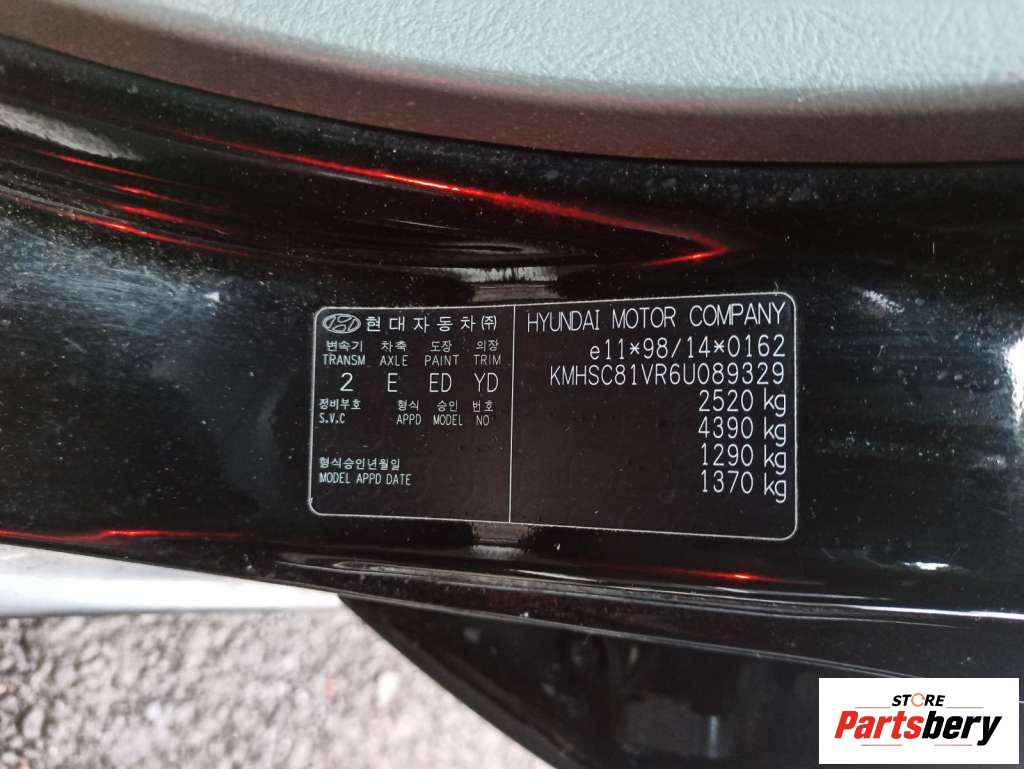 현대자동차㈜
변속기 차축 도장 의장
TRANSM AXLE PAINT TRIM
2 E ED YD
정비부호 형식 승인 번호
S.V.C APPD MODEL NO
형식승인년월일
MODEL APPD DATE
HYUNDAI MOTOR COMPANY
e11*98/14*0162
KMHSC81VR6U089329
2520 kg
4390 kg
1290 kg
1370 kg
STORE
Partsbery